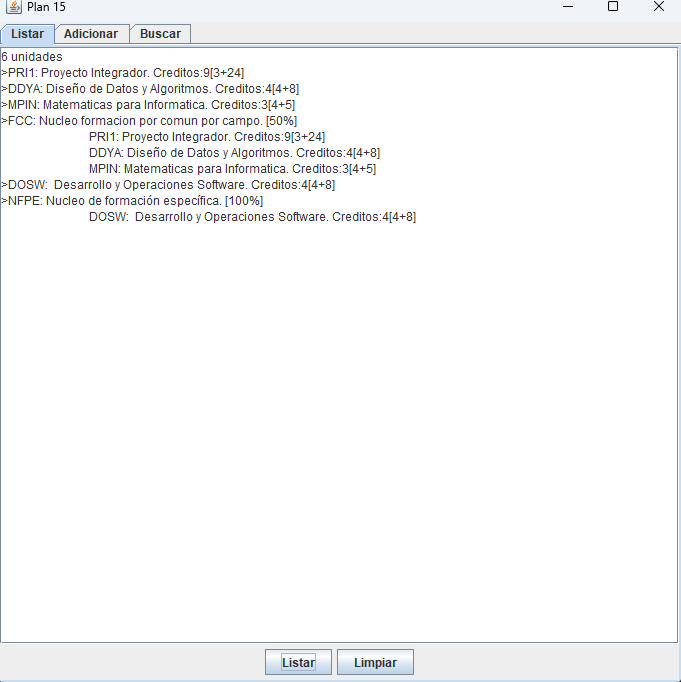 Plan 15
Listar Adicionar Buscar
6 unidades
>PRI1: Proyecto Integrador. Creditos:9[3+24]
>DDYA: Diseño de Datos y Algoritmos. Creditos:4[4+8]
>MPIN: Matematicas para Informatica. Creditos:3[4+5]
>FCC: Nucleo formacion por comun por campo. [50%]
PRI1: Proyecto Integrador. Creditos:9[3+24]
DDYA: Diseño de Datos y Algoritmos. Creditos:4[4+8]
MPIN: Matematicas para Informatica. Creditos:3[4+5]
>DOSW:  Desarrollo y Operaciones Software. Creditos:4[4+8]
>NFPE: Nucleo de formación específica. [100%]
DOSW:  Desarrollo y Operaciones Software. Creditos:4[4+8]
Listar Limpiar